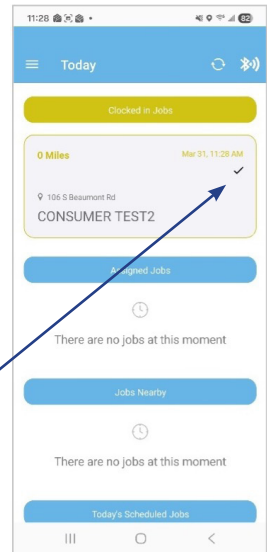 11:28
82
Today
Clocked in Jobs
0 Miles
Mar 31, 11:28 AM
106 S Beaumont Rd
CONSUMER TEST2
Assigned Jobs
There are no jobs at this moment
Jobs Nearby
There are no jobs at this moment
Today's Scheduled Jobs